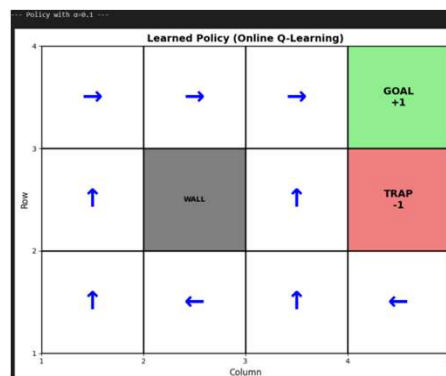 --- Policy with α=0.1 ---
Learned Policy (Online Q-Learning)
4
GOAL
+1
3
Row
WALL
TRAP
-1
2
1
1
2
3
4
Column